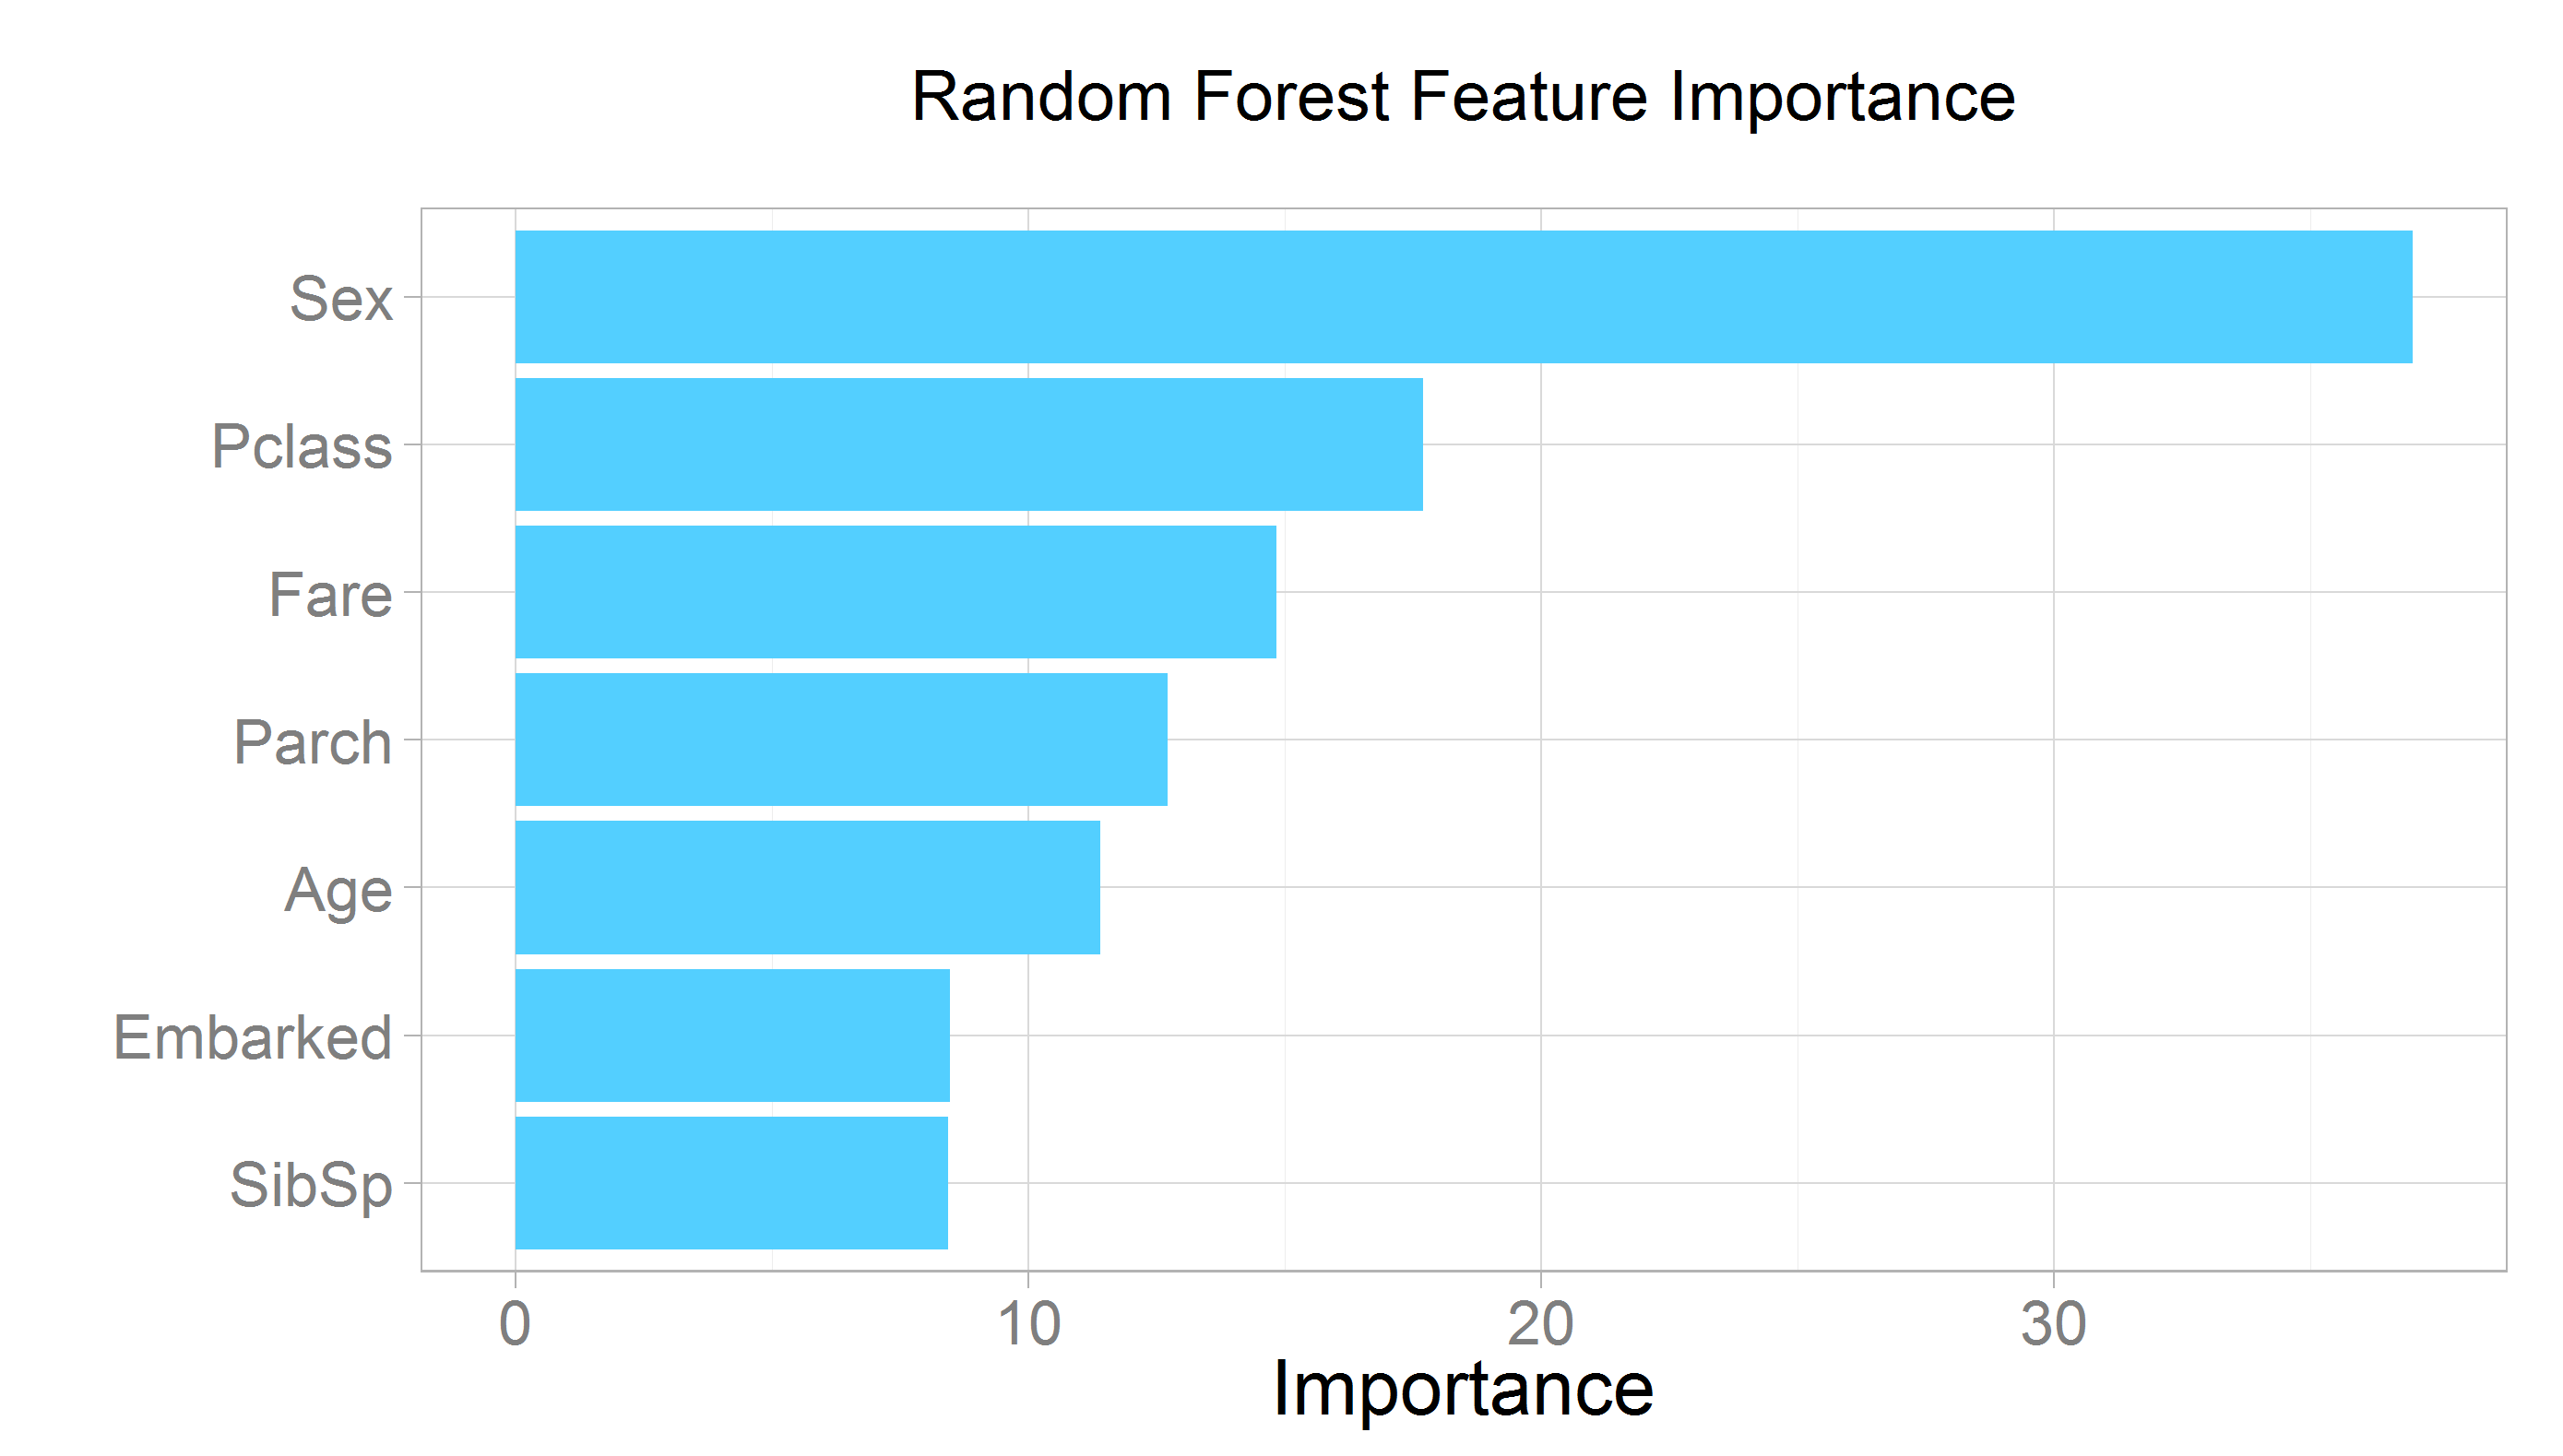 Random Forest Feature Importance
Sex
Pclass
Fare
Parch
Age
Embarked
SibSp
0 10 20 30
Importance